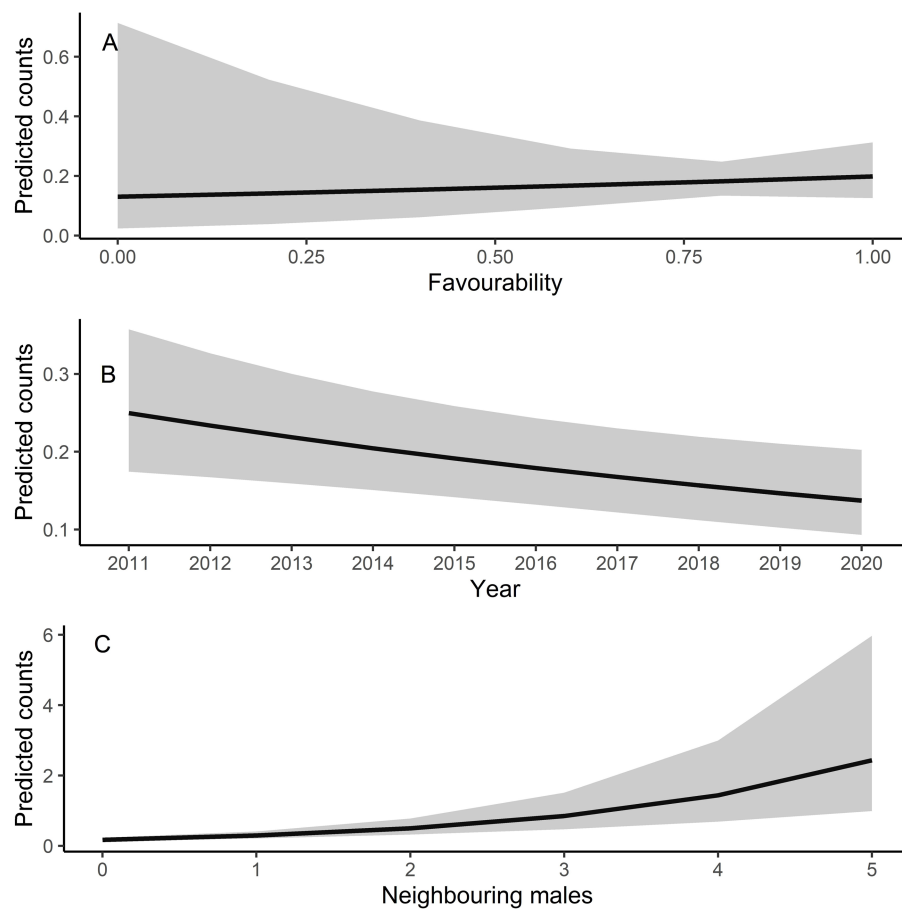 A
Predicted counts
0.6
0.4
0.2
0.0
0.00 0.25 0.50 0.75 1.00
Favourability
B
Predicted counts
0.3
0.2
0.1
2011 2012 2013 2014 2015 2016 2017 2018 2019 2020
Year
C
Predicted counts
6
4
2
0
0 1 2 3 4 5
Neighbouring males